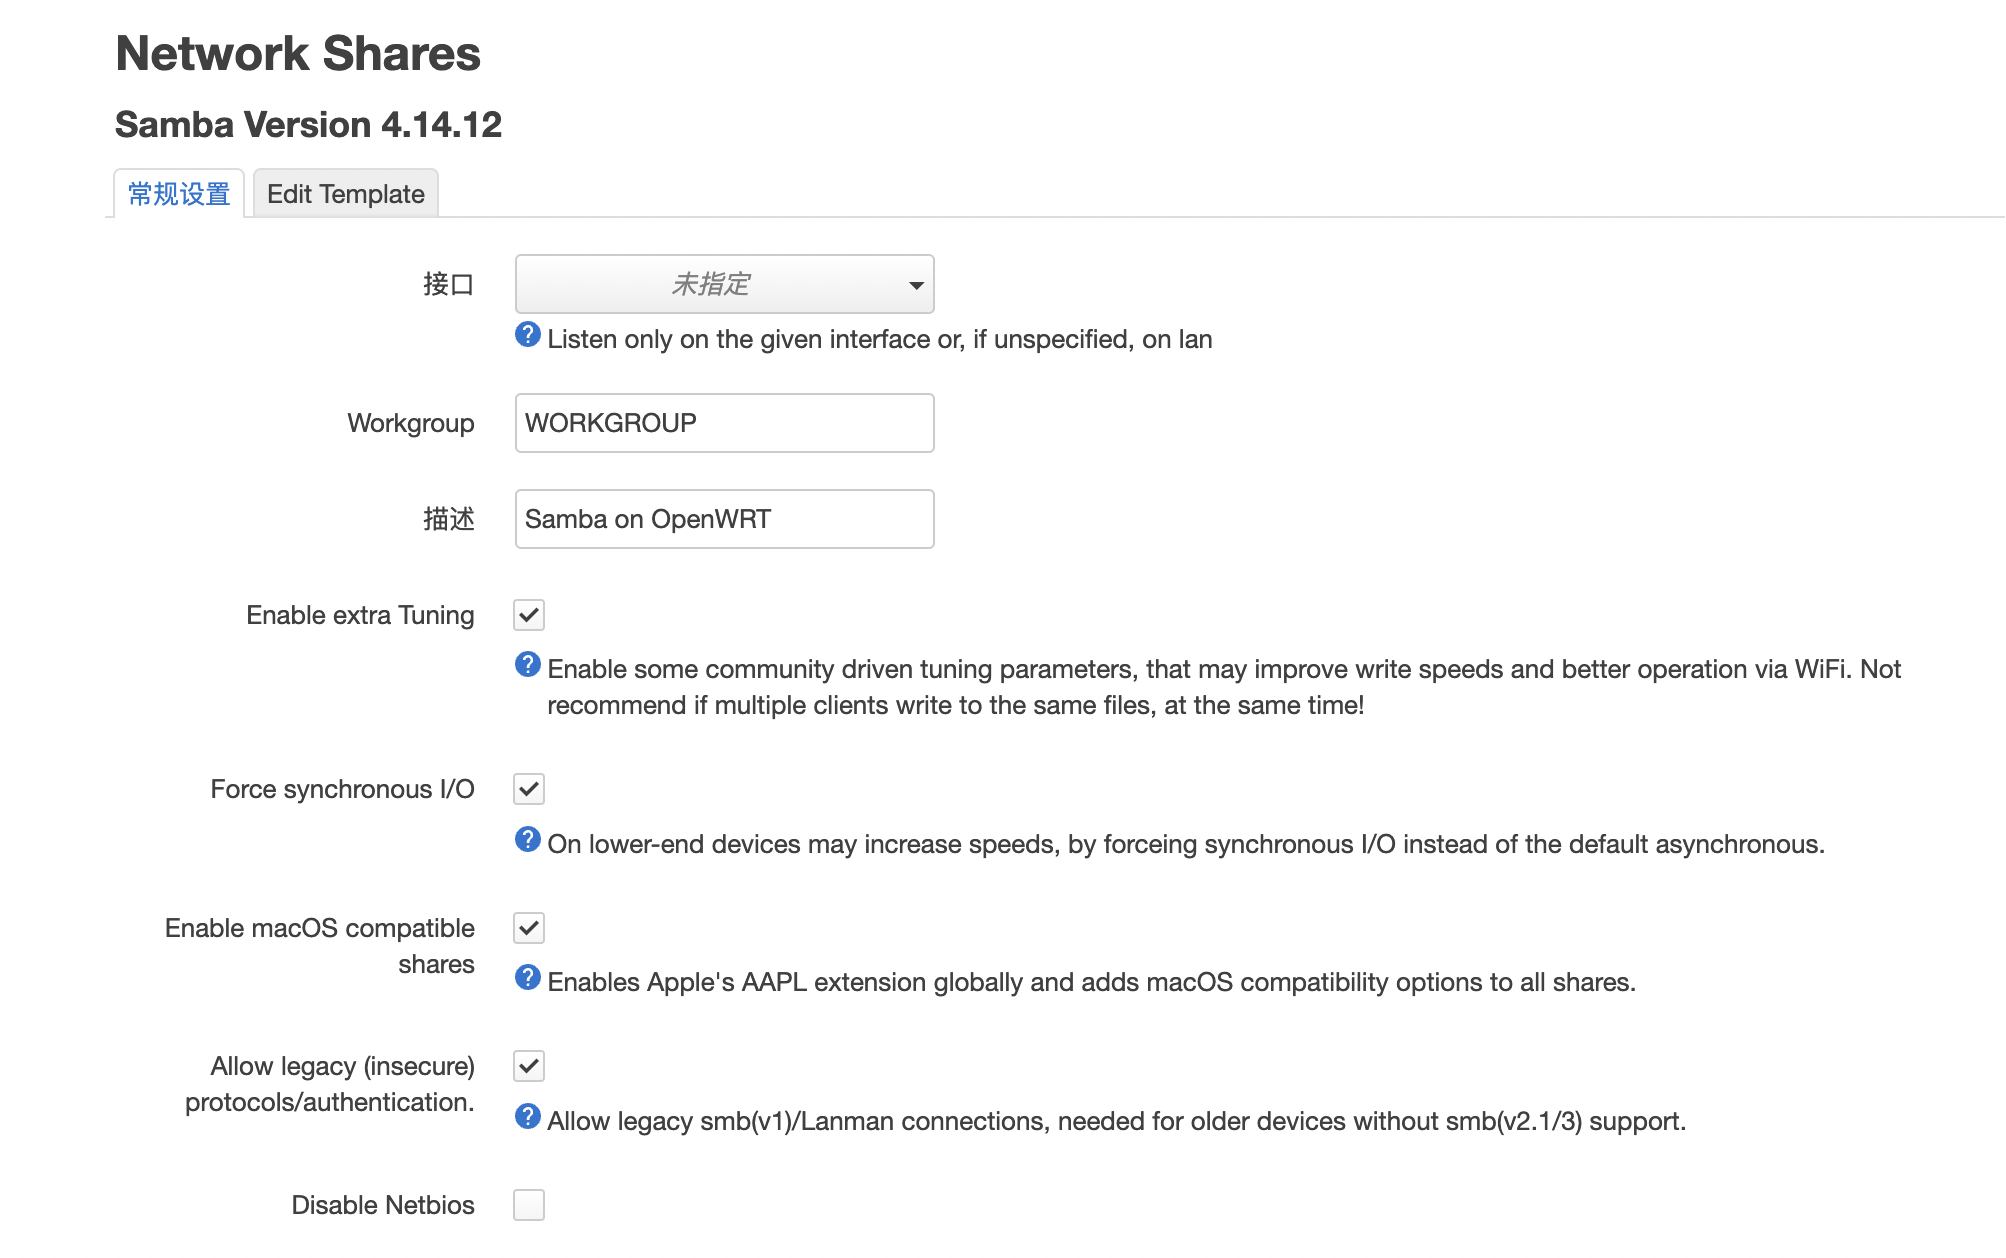 Network Shares
Samba Version 4.14.12
常规设置 Edit Template
接口 未指定
Listen only on the given interface or, if unspecified, on lan
Workgroup WORKGROUP
描述 Samba on OpenWRT
Enable extra Tuning
Enable some community driven tuning parameters, that may improve write speeds and better operation via WiFi. Not
recommend if multiple clients write to the same files, at the same time!
Force synchronous I/O
On lower-end devices may increase speeds, by forceing synchronous I/O instead of the default asynchronous.
Enable macOS compatible
shares
Enables Apple's AAPL extension globally and adds macOS compatibility options to all shares.
Allow legacy (insecure)
protocols/authentication.
Allow legacy smb(v1)/Lanman connections, needed for older devices without smb(v2.1/3) support.
Disable Netbios